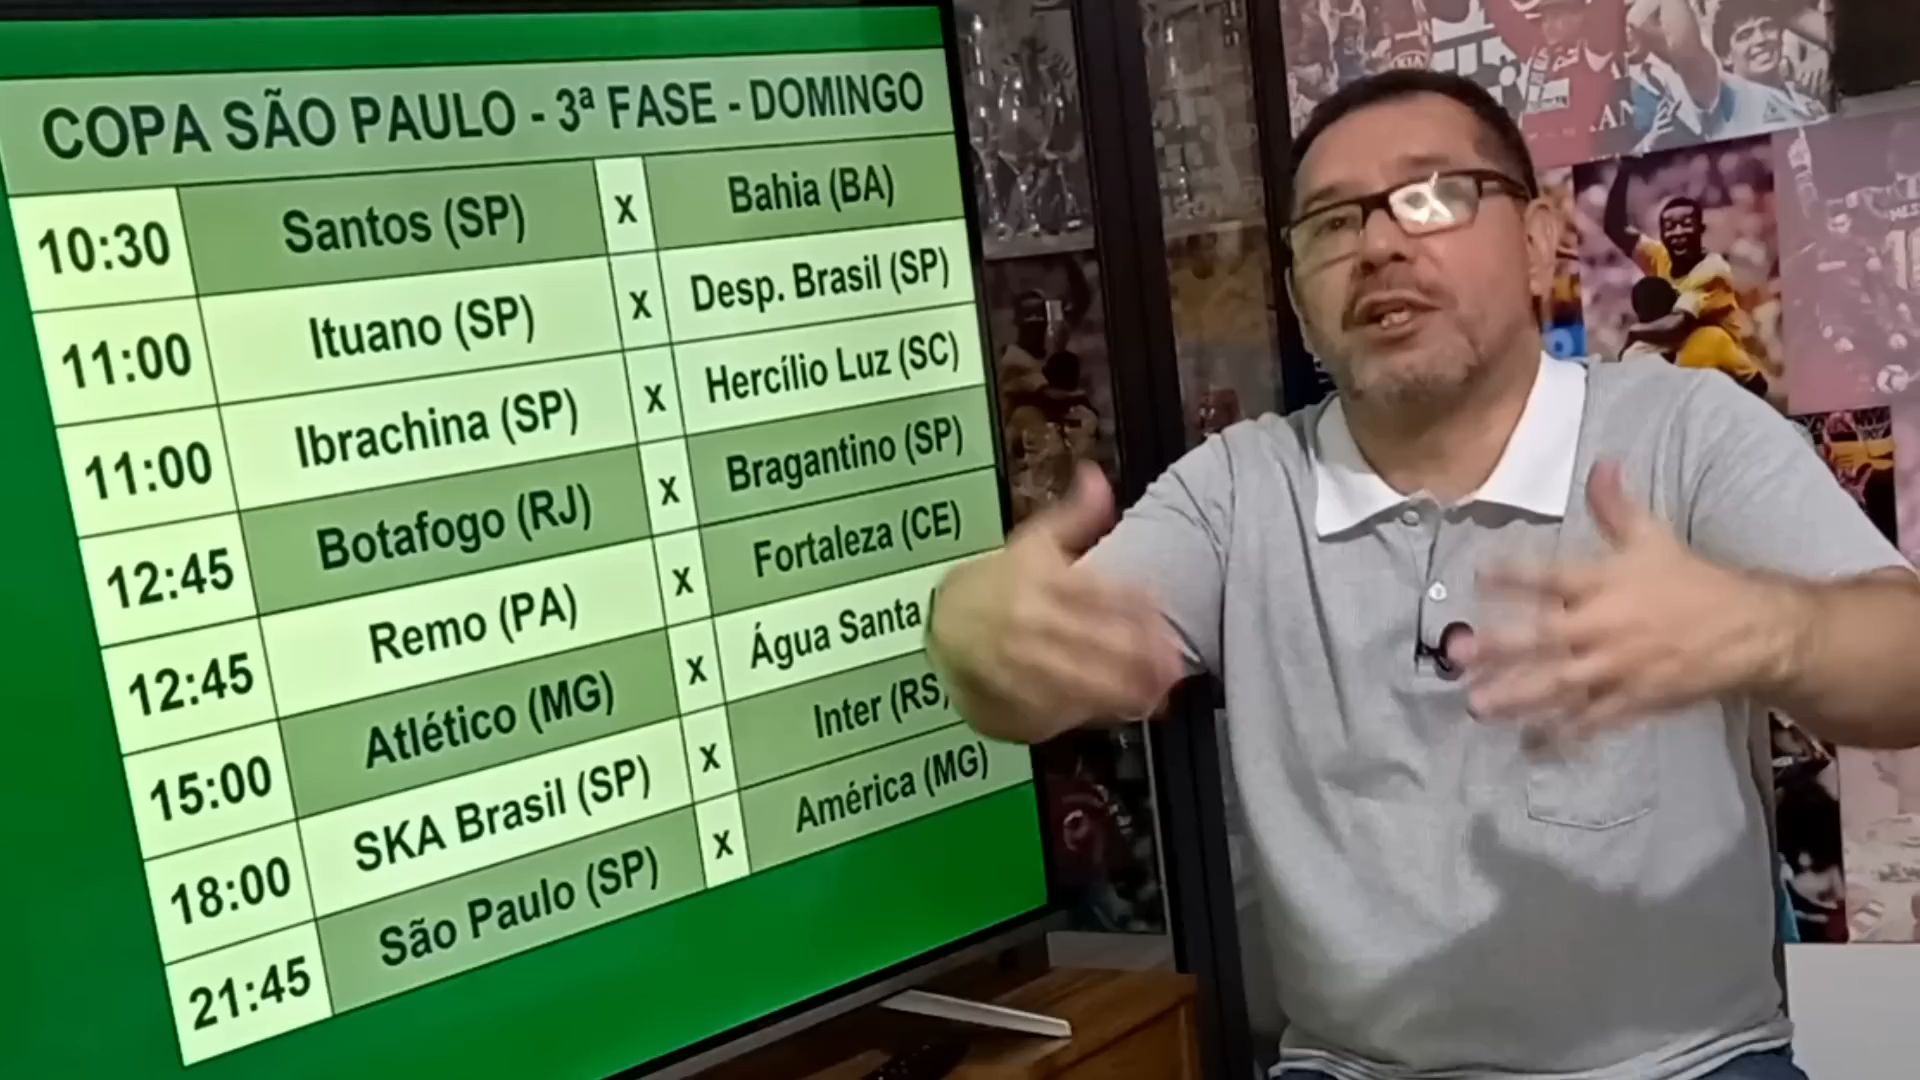 COPA SÃO PAULO - 3ª FASE - DOMINGO
10:30 Santos (SP) x Bahia (BA)
11:00 Ituano (SP) x Desp. Brasil (SP)
11:00 Ibrachina (SP) x Hercílio Luz (SC)
12:45 Botafogo (RJ) x Bragantino (SP)
12:45 Remo (PA) x Fortaleza (CE)
15:00 Atlético (MG) x Água Santa
18:00 SKA Brasil (SP) x Inter (RS)
21:45 São Paulo (SP) x América (MG)
KIA